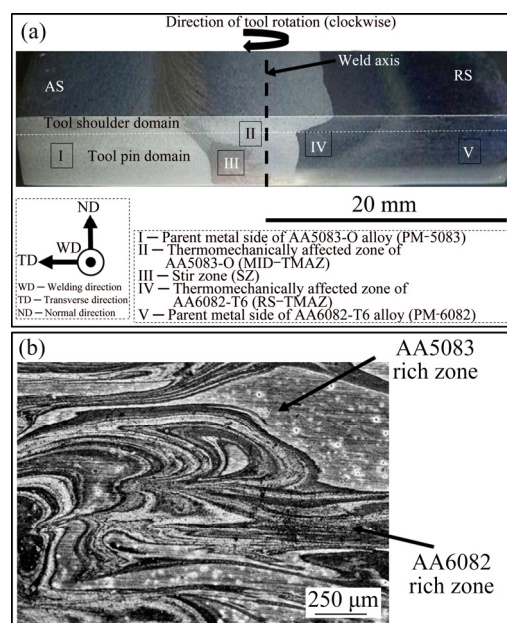 (a)
Direction of tool rotation (clockwise)
Weld axis
AS
RS
Tool shoulder domain
II
IV
I
Tool pin domain
III
V
20 mm
ND
WD
TD
WD — Welding direction
TD — Transverse direction
ND — Normal direction
I — Parent metal side of AA5083-O alloy (PM-5083)
II — Thermomechanically affected zone of
AA5083-O (MID-TMAZ)
III — Stir zone (SZ)
IV — Thermomechanically affected zone of
AA6082-T6 (RS-TMAZ)
V — Parent metal side of AA6082-T6 alloy (PM-6082)
(b)
AA5083
rich zone
AA6082
rich zone
250 μm